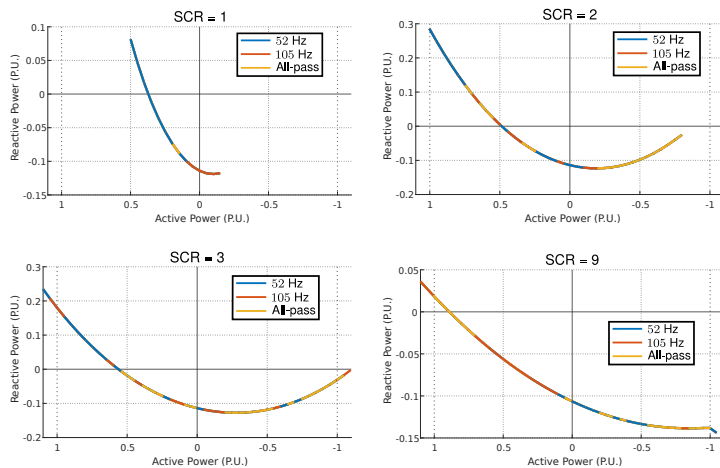 SCR = 1
0.1
0.05
0
-0.05
-0.1
-0.15
1
0.5
0
-0.5
-1
Reactive Power (P.U.)
Active Power (P.U.)
52 Hz
105 Hz
All-pass
SCR = 2
0.3
0.2
0.1
0
-0.1
-0.2
1
0.5
0
-0.5
-1
Reactive Power (P.U.)
Active Power (P.U.)
52 Hz
105 Hz
All-pass
SCR = 3
0.3
0.2
0.1
0
-0.1
-0.2
1
0.5
0
-0.5
-1
Reactive Power (P.U.)
Active Power (P.U.)
52 Hz
105 Hz
All-pass
SCR = 9
0.05
0
-0.05
-0.1
-0.15
1
0.5
0
-0.5
-1
Reactive Power (P.U.)
Active Power (P.U.)
52 Hz
105 Hz
All-pass